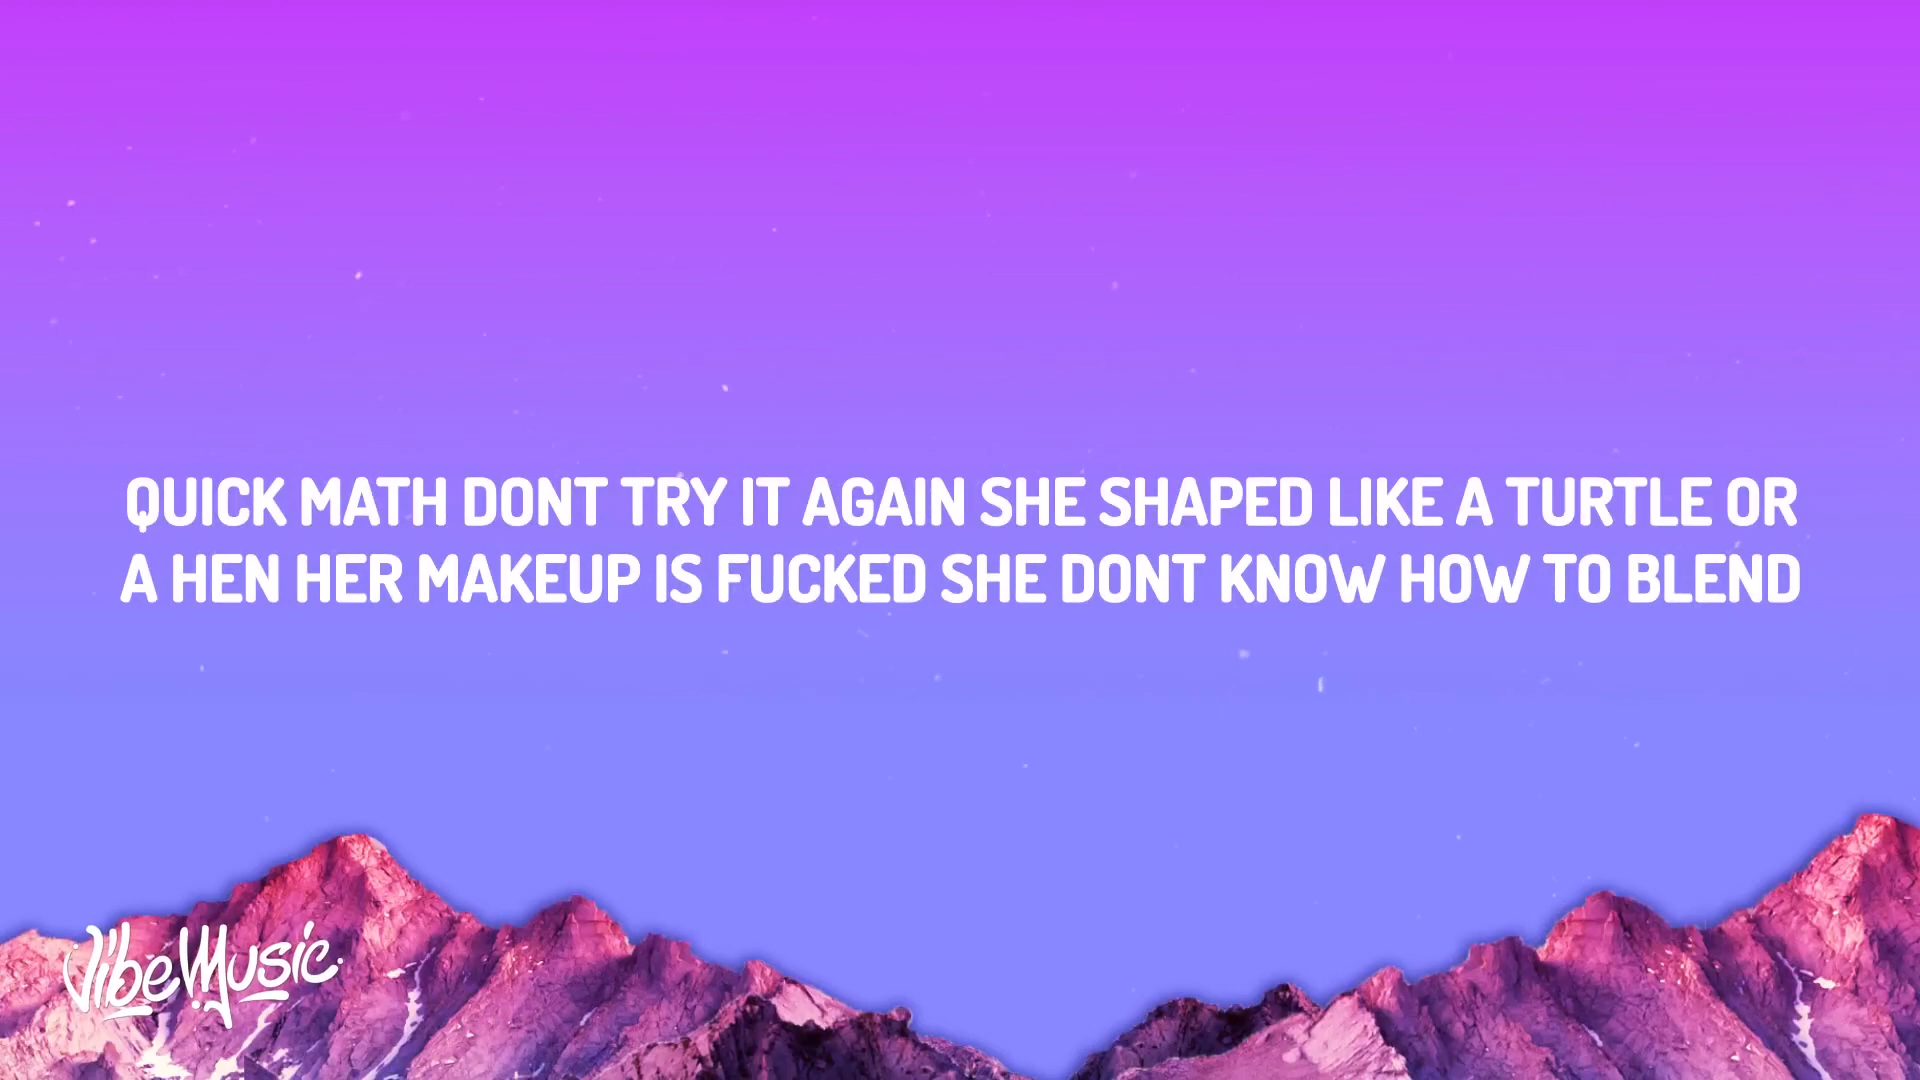 QUICK MATH DONT TRY IT AGAIN SHE SHAPED LIKE A TURTLE OR
A HEN HER MAKEUP IS FUCKED SHE DONT KNOW HOW TO BLEND
VibeMusic.